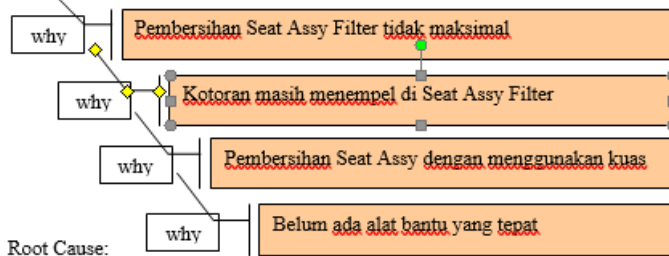 why
Pembersihan Seat Assy Filter tidak maksimal
why
Kotoran masih menempel di Seat Assy Filter
why
Pembersihan Seat Assy dengan menggunakan kuas
why
Belum ada alat bantu yang tepat
Root Cause: